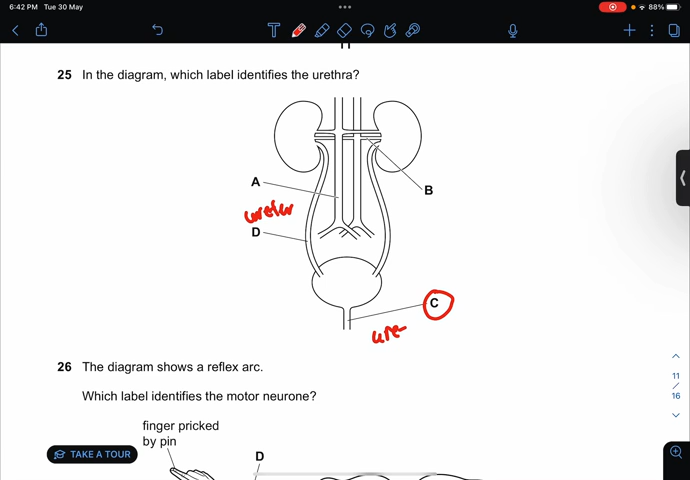 6:42 PM Tue 30 May
88%
11
25 In the diagram, which label identifies the urethra?
A
B
ureter
D
C
ure
26 The diagram shows a reflex arc.
Which label identifies the motor neurone?
11
/
16
finger pricked
by pin
D
TAKE A TOUR